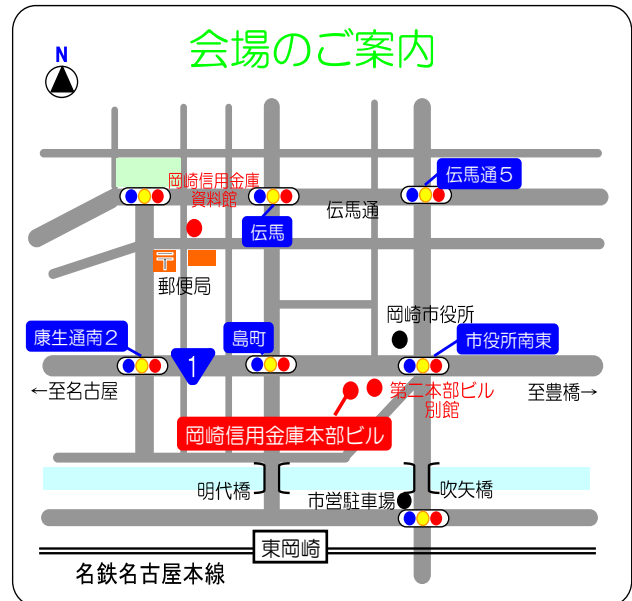 会場のご案内
N
岡崎信用金庫
資料館
伝馬通5
伝馬通
伝馬
〒
郵便局
岡崎市役所
康生通南2
島町
市役所南東
1
←至名古屋
第二本部ビル
別館
至豊橋→
岡崎信用金庫本部ビル
明代橋
市営駐車場
吹矢橋
東岡崎
名鉄名古屋本線